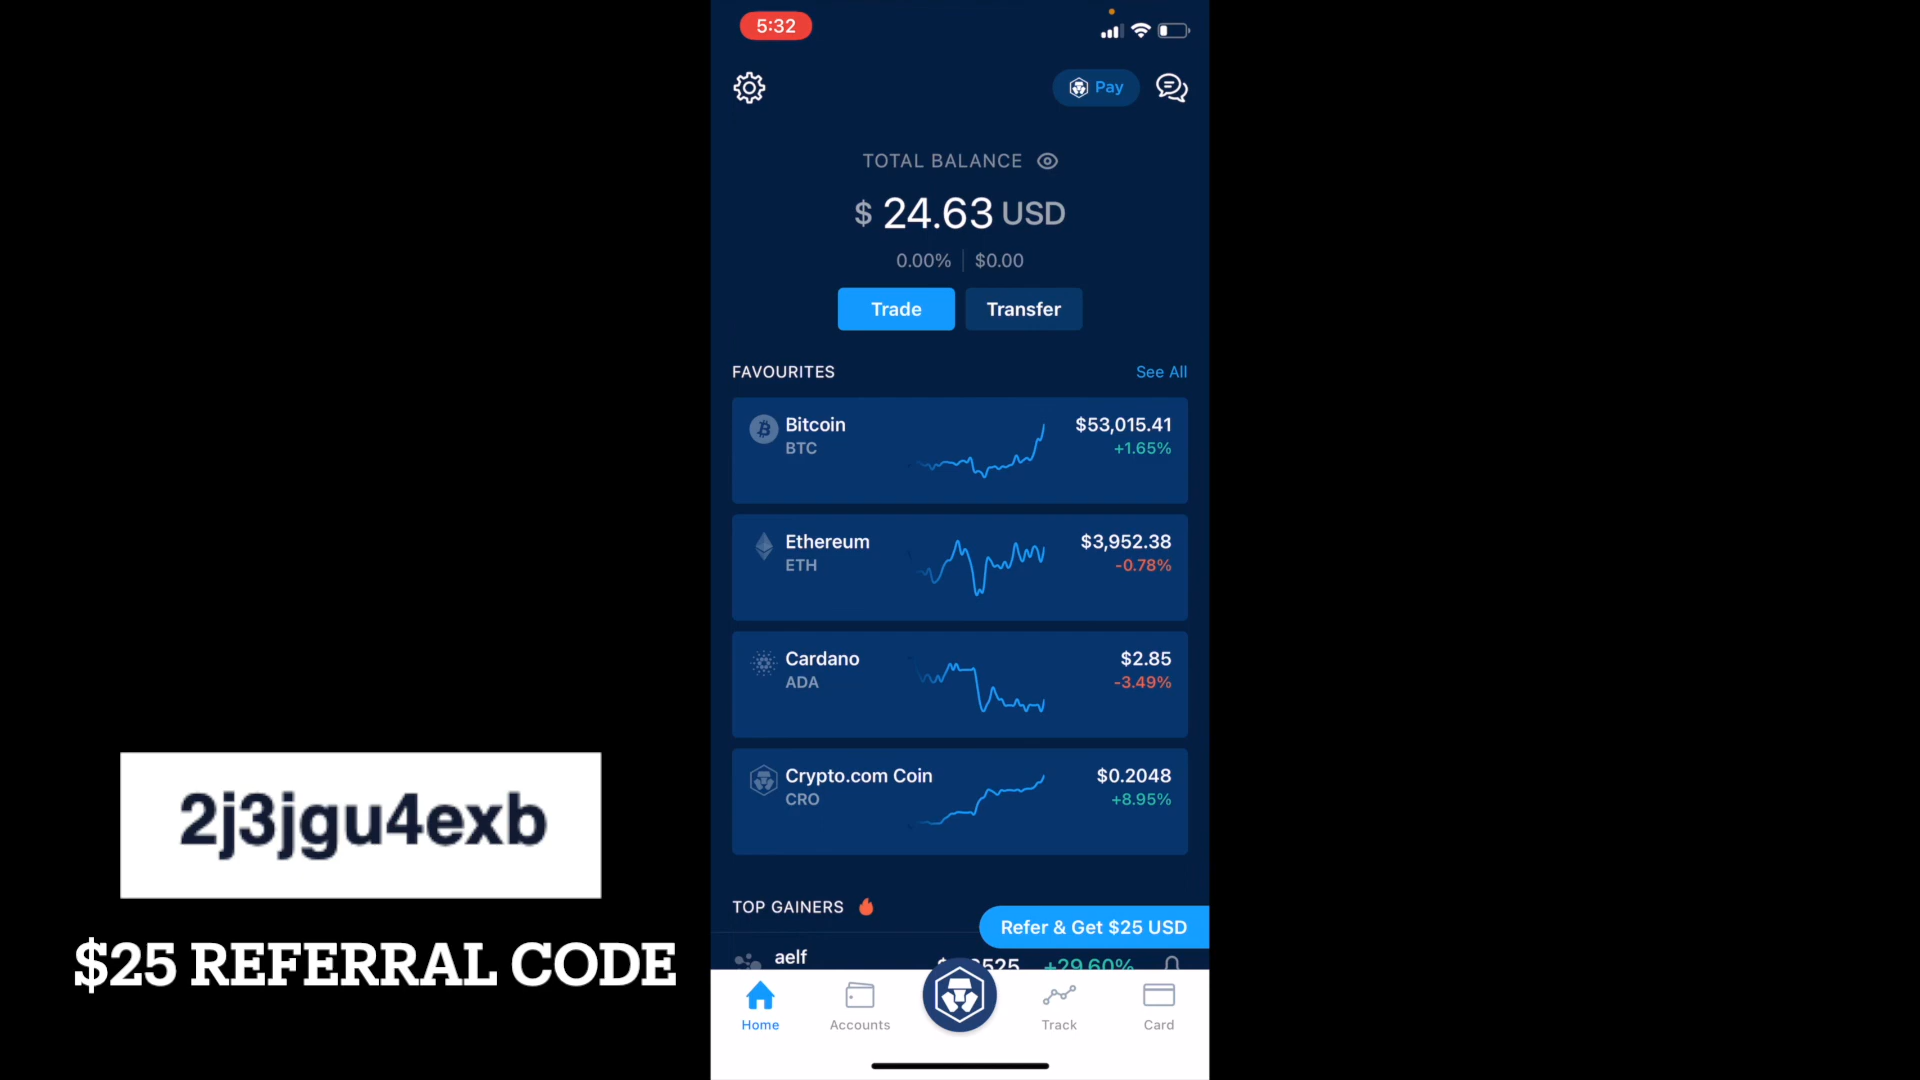 5:32
Pay
TOTAL BALANCE
$ 24.63 USD
0.00% $0.00
Trade Transfer
FAVOURITES See All
Bitcoin $53,015.41
BTC +1.65%
Ethereum $3,952.38
ETH -0.78%
Cardano $2.85
ADA -3.49%
Crypto.com Coin $0.2048
CRO +8.95%
2j3jgu4exb
$25 REFERRAL CODE
TOP GAINERS
Refer & Get $25 USD
aelf +29.60%
Home Accounts Track Card